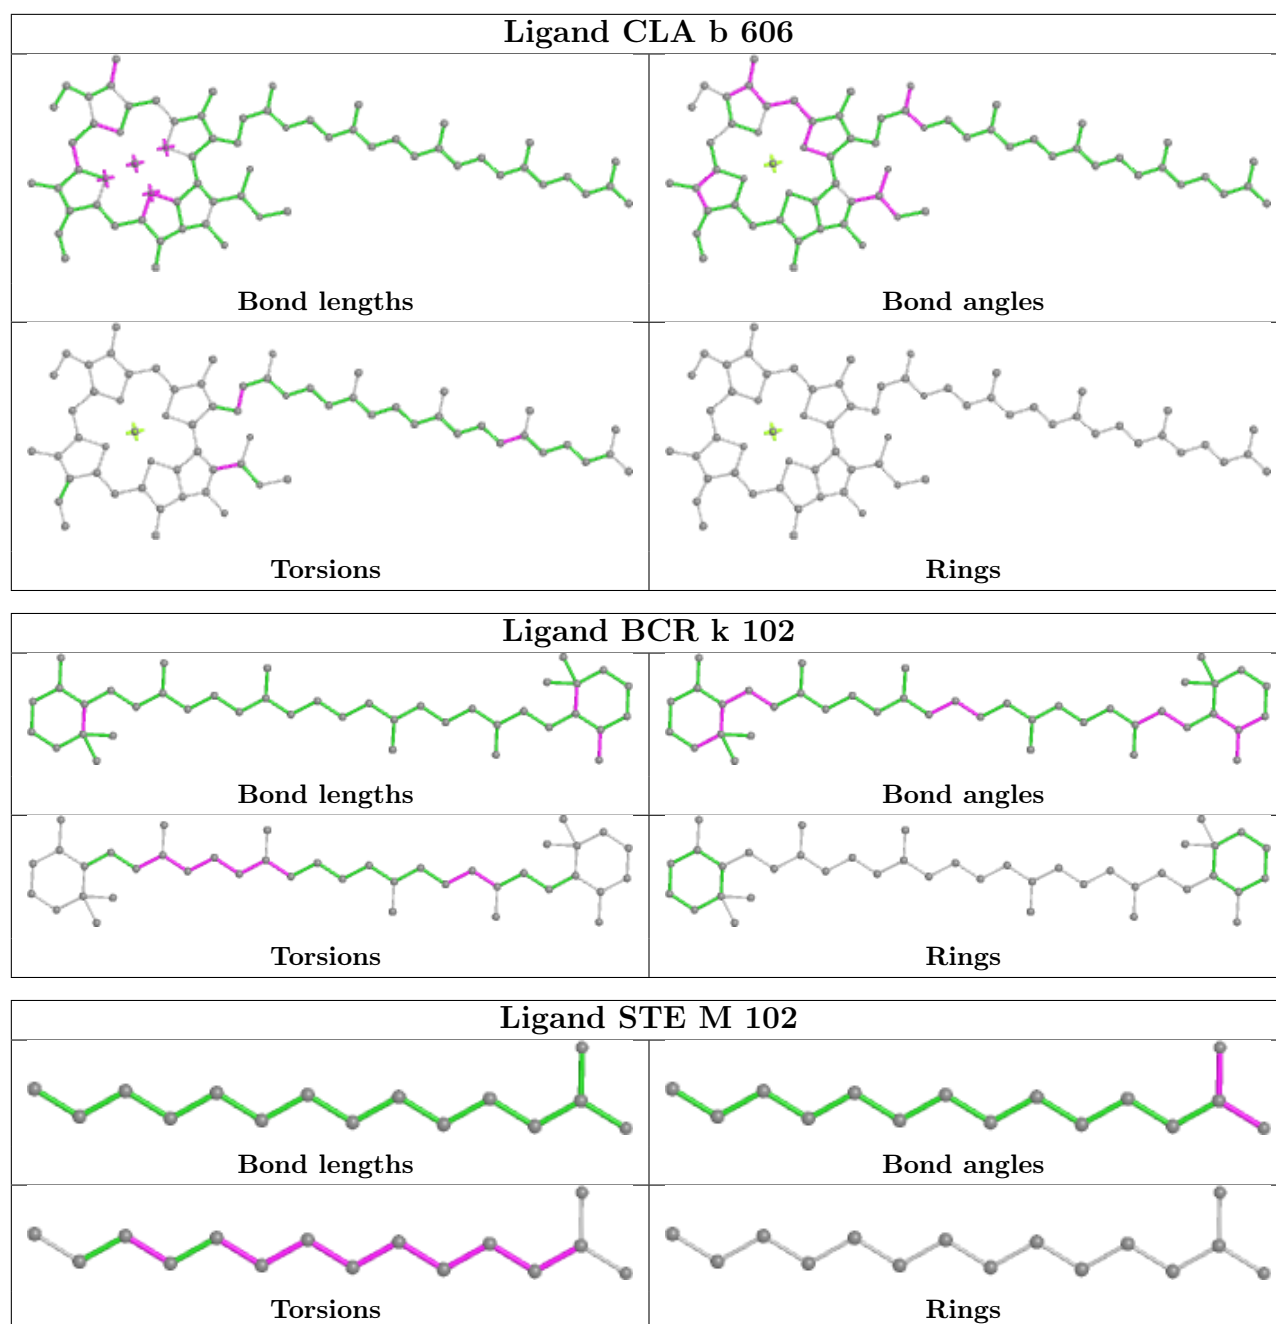 Ligand CLA b 606
Bond lengths
Bond angles
Torsions
Rings
Ligand BCR k 102
Bond lengths
Bond angles
Torsions
Rings
Ligand STE M 102
Bond lengths
Bond angles
Torsions
Rings